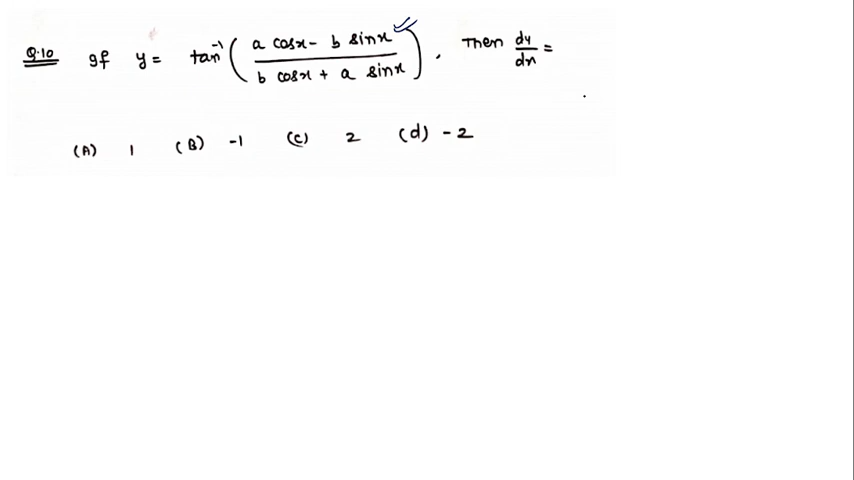 Q.10 If y = tan⁻¹ ( (a cosx - b sinx) / (b cosx + a sinx) ) . Then dy/dx =
(A) 1 (B) -1 (C) 2 (d) -2